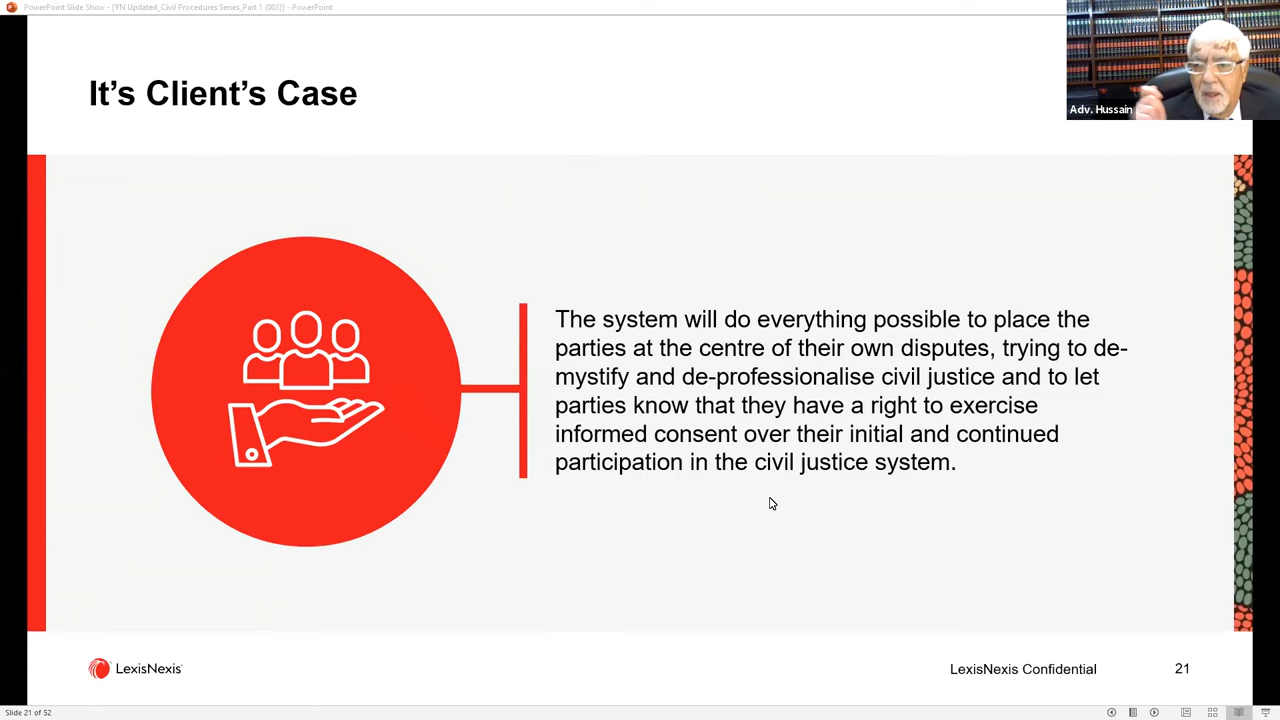 PowerPoint Slide Show - [YN Updated_Civil Procedures Series_Part 1 (003)] - PowerPoint
It's Client's Case
Adv. Hussain
The system will do everything possible to place the
parties at the centre of their own disputes, trying to de-
mystify and de-professionalise civil justice and to let
parties know that they have a right to exercise
informed consent over their initial and continued
participation in the civil justice system.
LexisNexis
LexisNexis Confidential
21
Slide 21 of 52